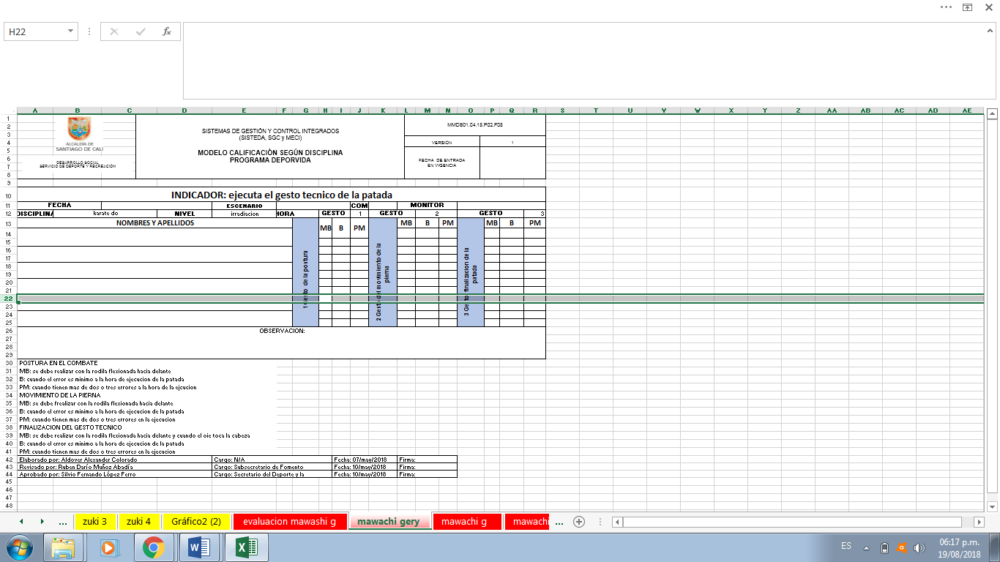 H22
fx
A B C D E F G H I J K L M N O P Q R S T U V W X Y Z AA AB AC AD AE
1
2
3
4
5
6
7
8
9
10
11
12
13
14
15
16
17
18
19
20
21
22
23
24
25
26
27
28
29
30
31
32
33
34
35
36
37
38
39
40
41
42
43
44
45
46
47
48
ALCALDÍA DE
SANTIAGO DE CALI
DESARROLLO SOCIAL
SERVICIO DE DEPORTE Y RECREACIÓN
SISTEMAS DE GESTIÓN Y CONTROL INTEGRADOS
(SISTEDA, SGC y MECI)
MODELO CALIFICACIÓN SEGÚN DISCIPLINA
PROGRAMA DEPORVIDA
MMDS01.04.18.P02.F08
VERSIÓN 1
FECHA DE ENTRADA
EN VIGENCIA
INDICADOR: ejecuta el gesto tecnico de la patada
FECHA ESCENARIO COM MONITOR
DISCIPLINA karate do NIVEL irradiacion HORA GESTO 1 GESTO 2 GESTO 3
NOMBRES Y APELLIDOS
MB B PM
MB B PM
MB B PM
1 Gesto de la postura
2 Gesto del movimiento de la
pierna
3 Gesto finalizacion de la
patada
OBSERVACION:
POSTURA EN EL COMBATE
MB: se debe realizar con la rodila flexionada hacia delante
B: cuando el error es minimo a la hora de ejecucion de la patada
PM: cuando tienen mas de dos o tres errores a la hora de la ejcucion
MOVIMIENTO DE LA PIERNA
MB: se debe frealizar con la rodila flexionada hacia delante
B: cuando el error es minimo a la hora de ejecucion de la patada
PM: cuando tienen mas de dos o tres errores en la ejecucion
FINALIZACION DEL GESTO TECNICO
MB: se debe realizar con la rodila flexionada hacia delante y cuando el oie toca la cabeza
B: cuando el error es minimo a la hora de ejecucion de la patada
PM: cuando tienen mas de dos o tres errores en la ejecucion
Elaborado por: Aldover Alexander Colorado Cargo: N/A Fecha: 07/may/2018 Firma:
Revisado por: Ruben Darío Muñoz Abadía Cargo: Subsecretario de Fomento Fecha: 10/may/2018 Firma:
Aprobado por: Silvio Fernando López Ferro Cargo: Secretario del Deporte y la Fecha: 10/may/2018 Firma:
... zuki 3 zuki 4 Gráfico2 (2) evaluacion mawashi g mawachi gery mawachi g mawachi ...
ES 06:17 p.m.
19/08/2018